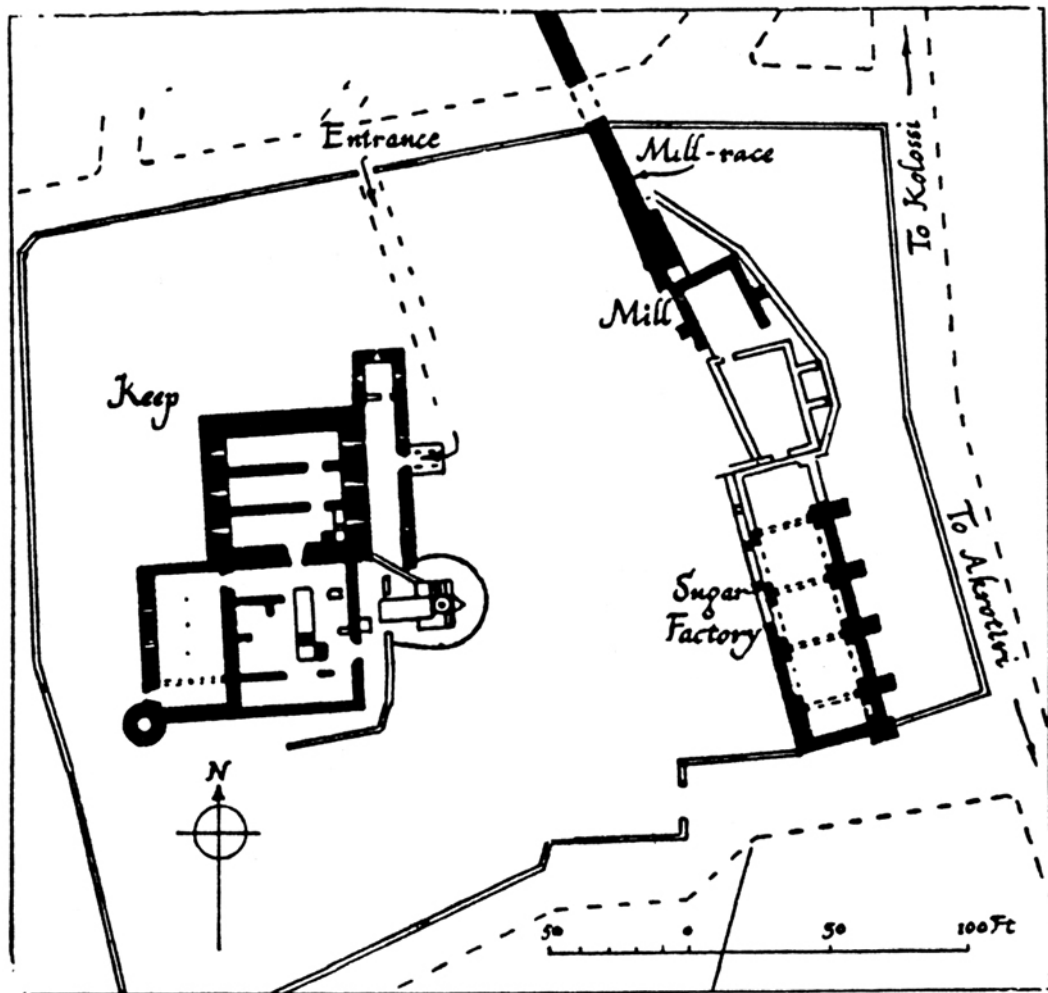 Entrance
Mill-race
To Kolossi
Mill
Keep
To Akrotiri
Sugar
Factory
N
50 0 50 100 Ft